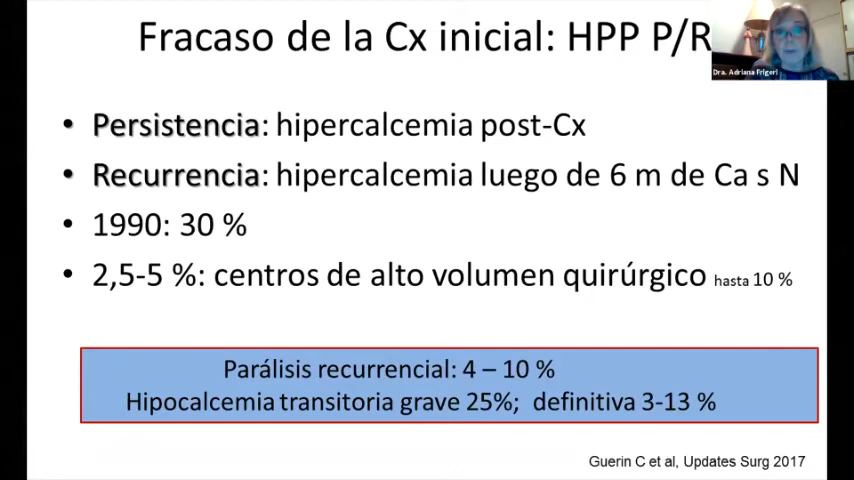 Fracaso de la Cx inicial: HPP P/R
Dra. Adriana Frigeri
• Persistencia: hipercalcemia post-Cx
• Recurrencia: hipercalcemia luego de 6 m de Ca s N
• 1990: 30 %
• 2,5-5 %: centros de alto volumen quirúrgico hasta 10 %
Parálisis recurrencial: 4 – 10 %
Hipocalcemia transitoria grave 25%; definitiva 3-13 %
Guerin C et al, Updates Surg 2017